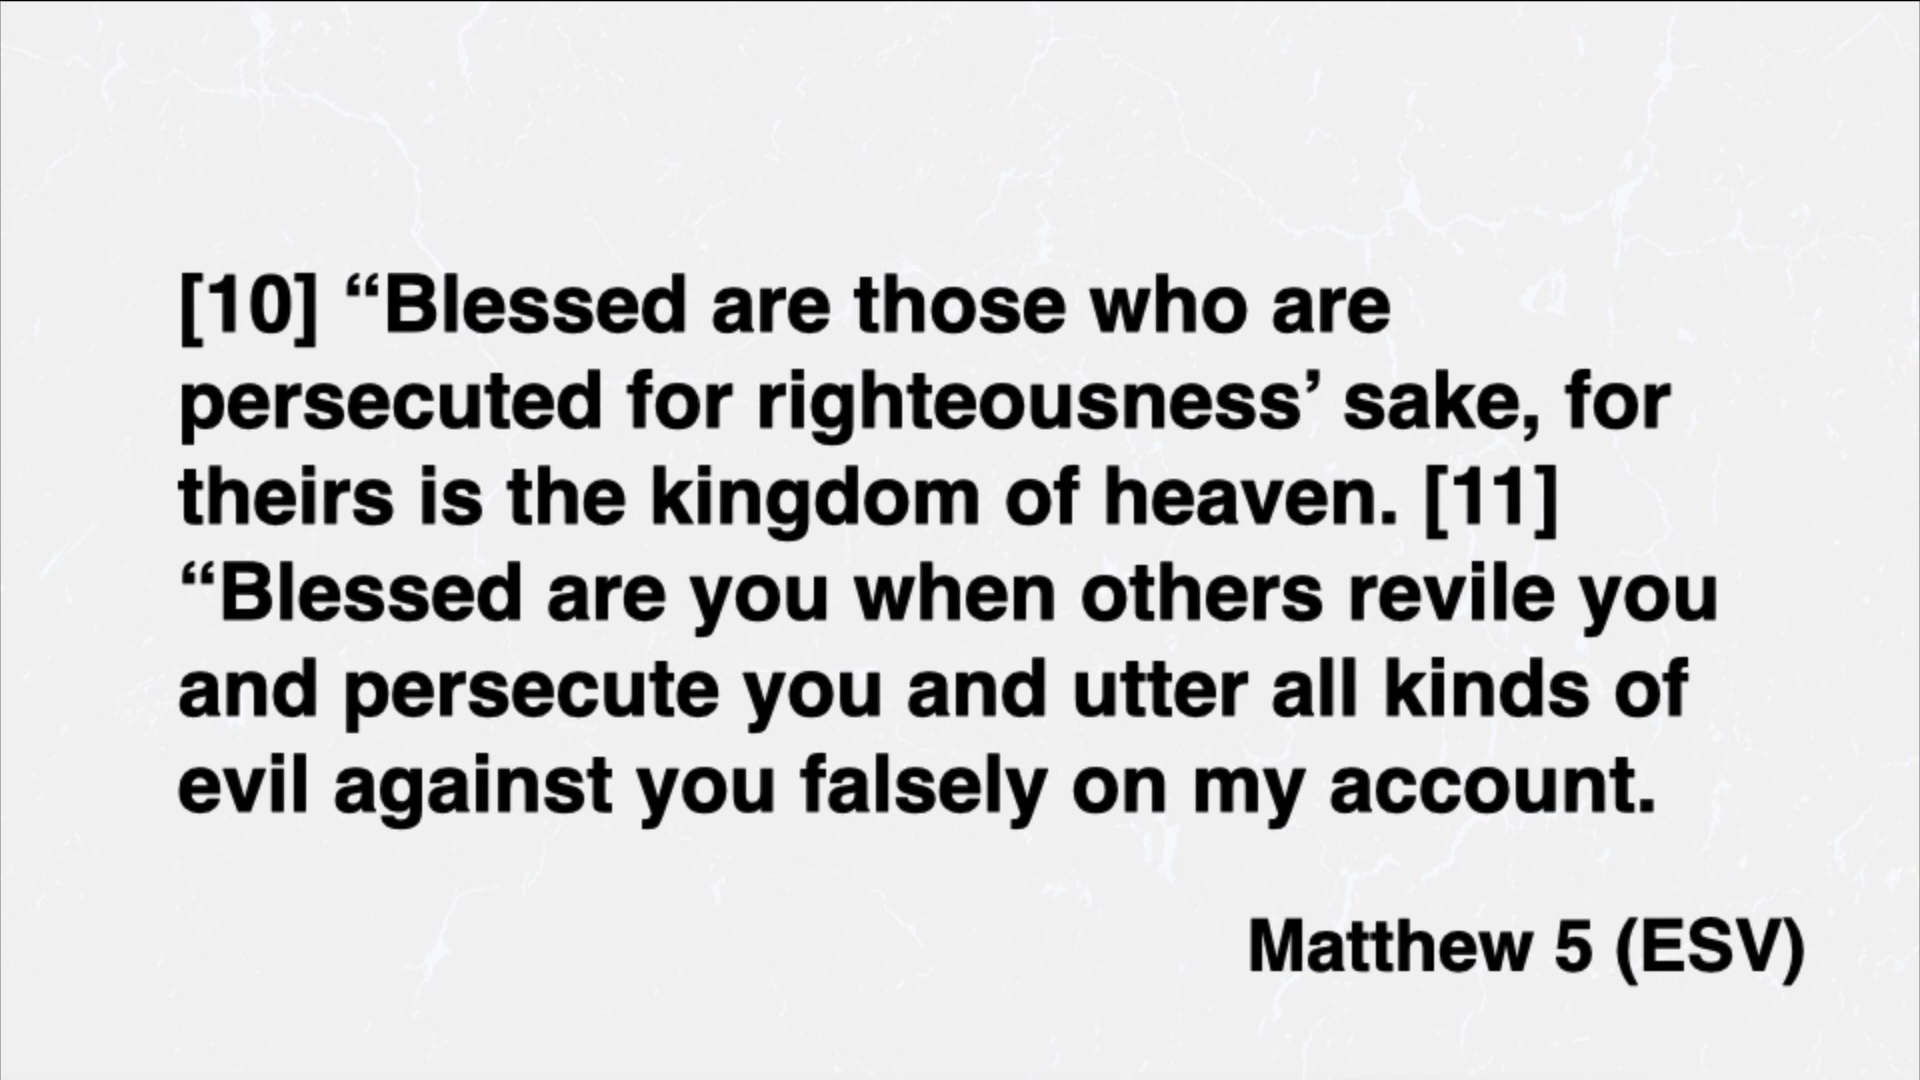 [10] “Blessed are those who are
persecuted for righteousness’ sake, for
theirs is the kingdom of heaven. [11]
“Blessed are you when others revile you
and persecute you and utter all kinds of
evil against you falsely on my account.
Matthew 5 (ESV)